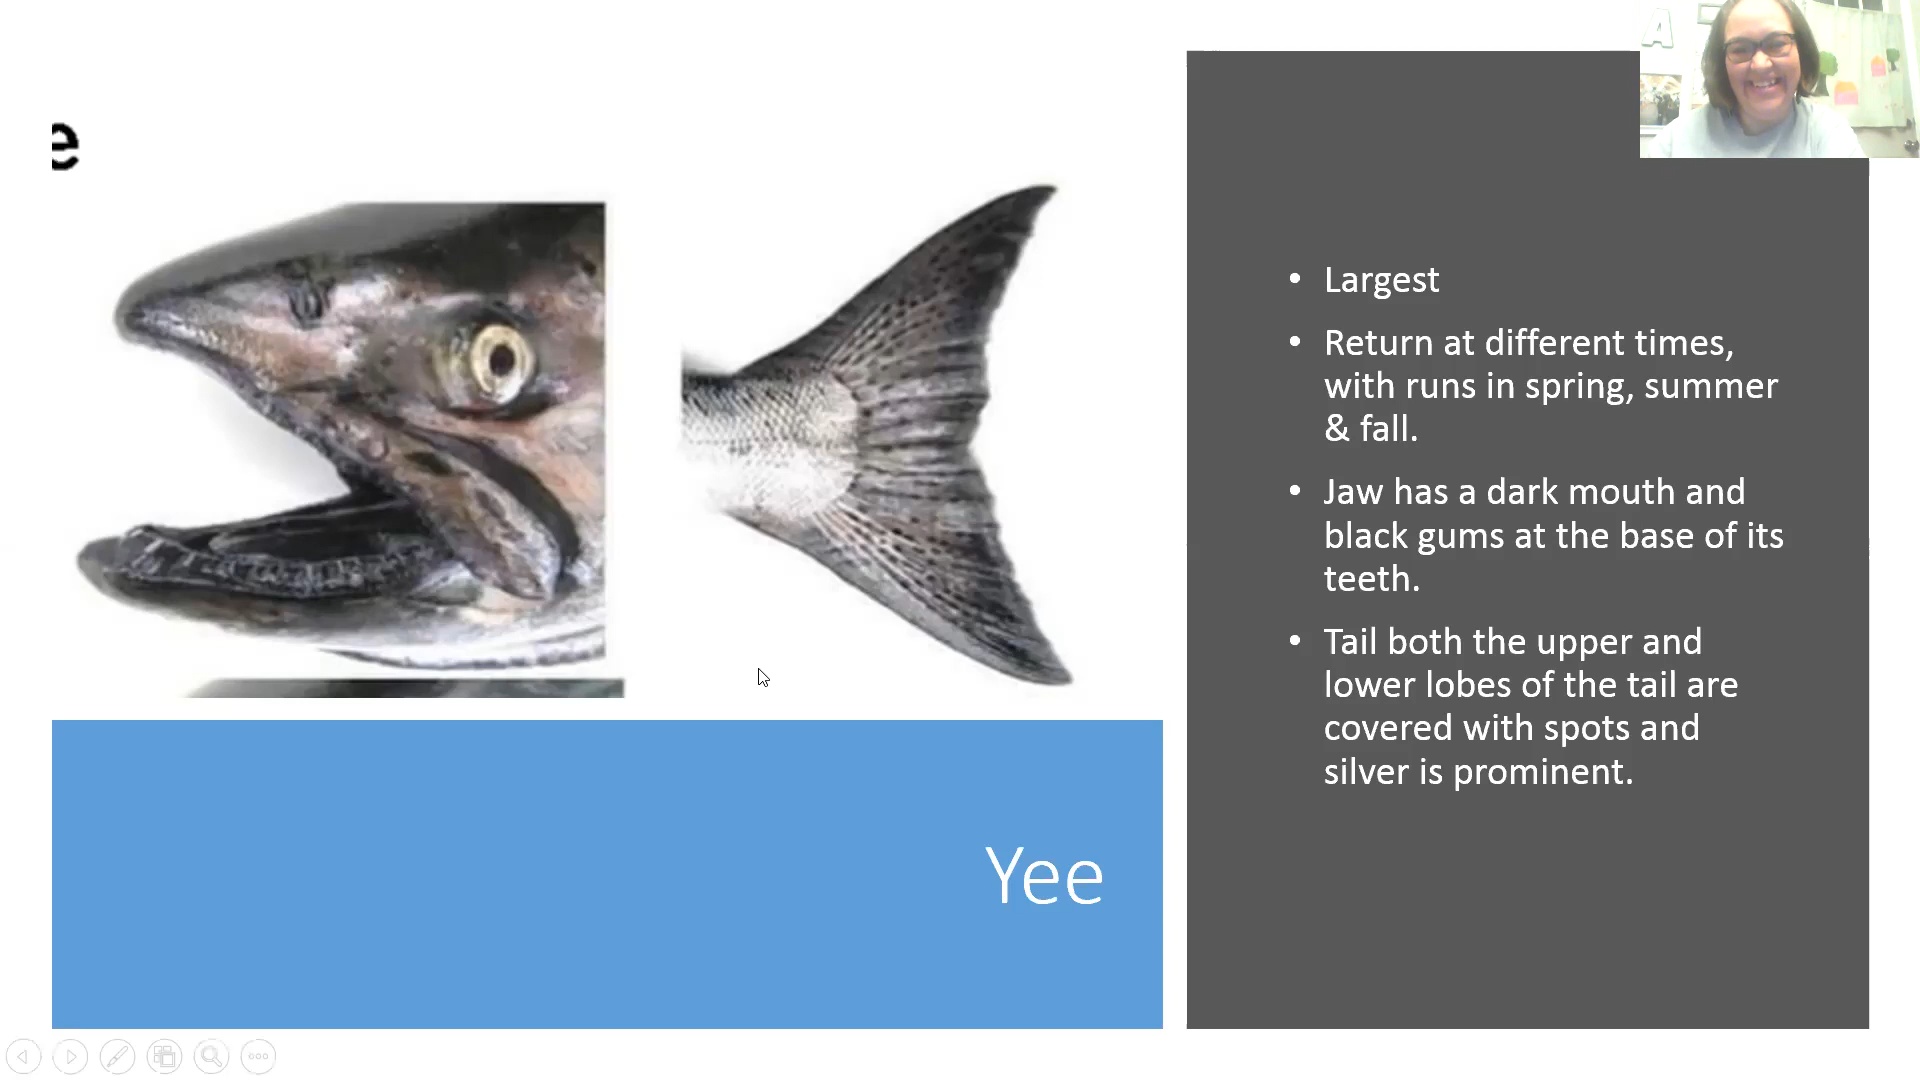 e
A
• Largest
• Return at different times,
with runs in spring, summer
& fall.
• Jaw has a dark mouth and
black gums at the base of its
teeth.
• Tail both the upper and
lower lobes of the tail are
covered with spots and
silver is prominent.
Yee